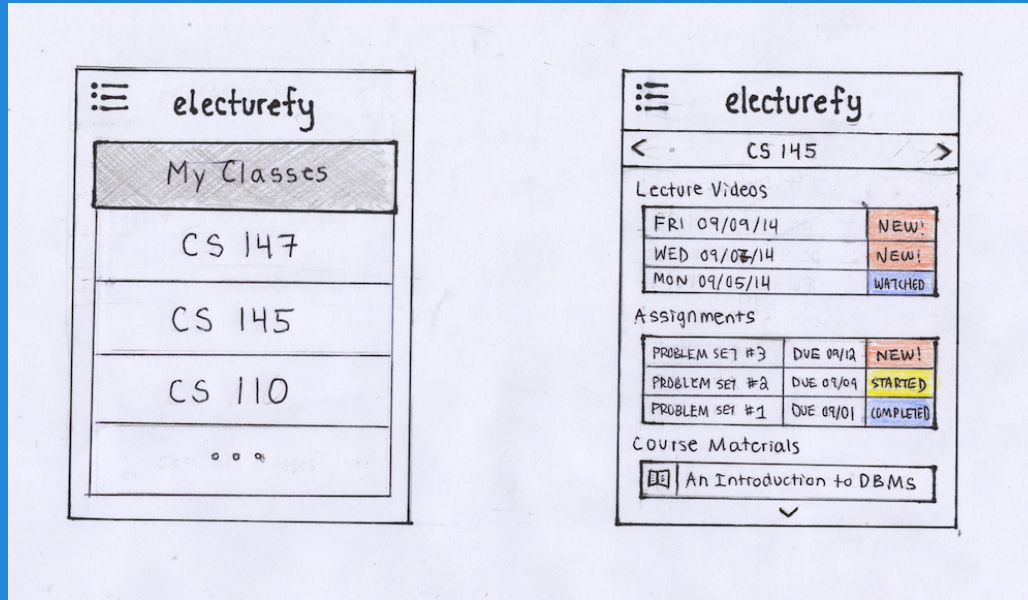 electurefy
My Classes
CS 147
CS 145
CS 110
electurefy
< CS 145 >
Lecture Videos
FRI 09/09/14 NEW!
WED 09/07/14 NEW!
MON 09/05/14 WATCHED
Assignments
PROBLEM SET #3 DUE 09/12 NEW!
PROBLEM SET #2 DUE 09/09 STARTED
PROBLEM SET #1 DUE 09/01 COMPLETED
Course Materials
An Introduction to DBMS